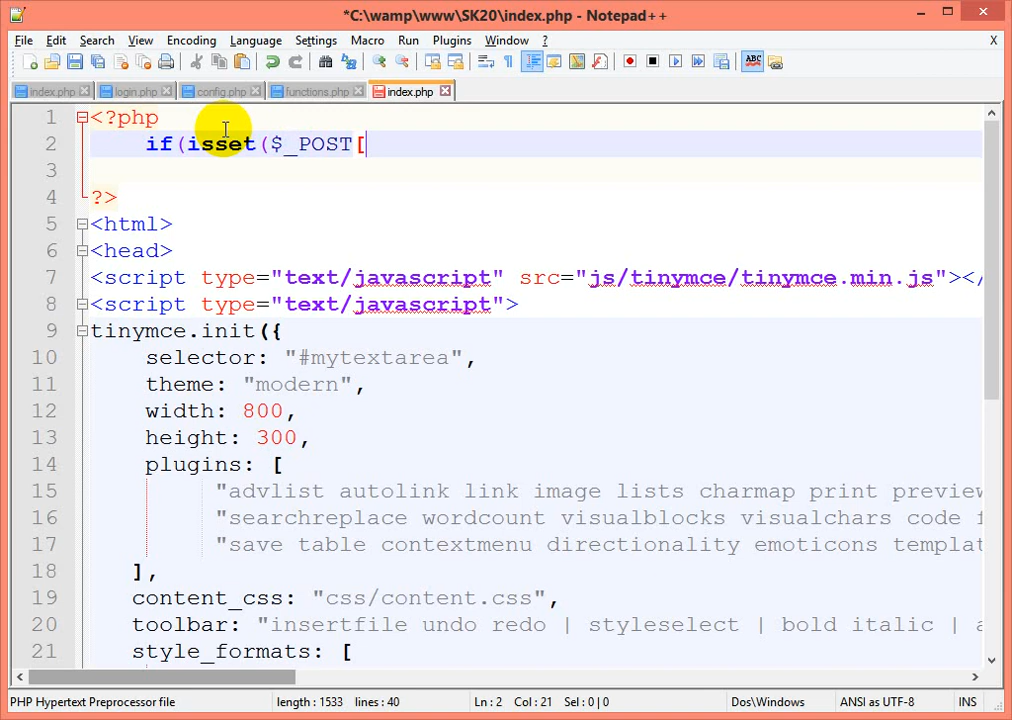 *C:\wamp\www\SK20\index.php - Notepad++
File Edit Search View Encoding Language Settings Macro Run Plugins Window ? X
index.php login.php config.php functions.php index.php
1 <?php
2 if(isset($_POST[
3
4 ?>
5 <html>
6 <head>
7 <script type="text/javascript" src="js/tinymce/tinymce.min.js"></
8 <script type="text/javascript">
9 tinymce.init({
10 selector: "#mytextarea",
11 theme: "modern",
12 width: 800,
13 height: 300,
14 plugins: [
15 "advlist autolink link image lists charmap print preview
16 "searchreplace wordcount visualblocks visualchars code f
17 "save table contextmenu directionality emoticons templat
18 ],
19 content_css: "css/content.css",
20 toolbar: "insertfile undo redo | styleselect | bold italic | a
21 style_formats: [
PHP Hypertext Preprocessor file length : 1533 lines : 40 Ln : 2 Col : 21 Sel : 0 | 0 Dos\Windows ANSI as UTF-8 INS